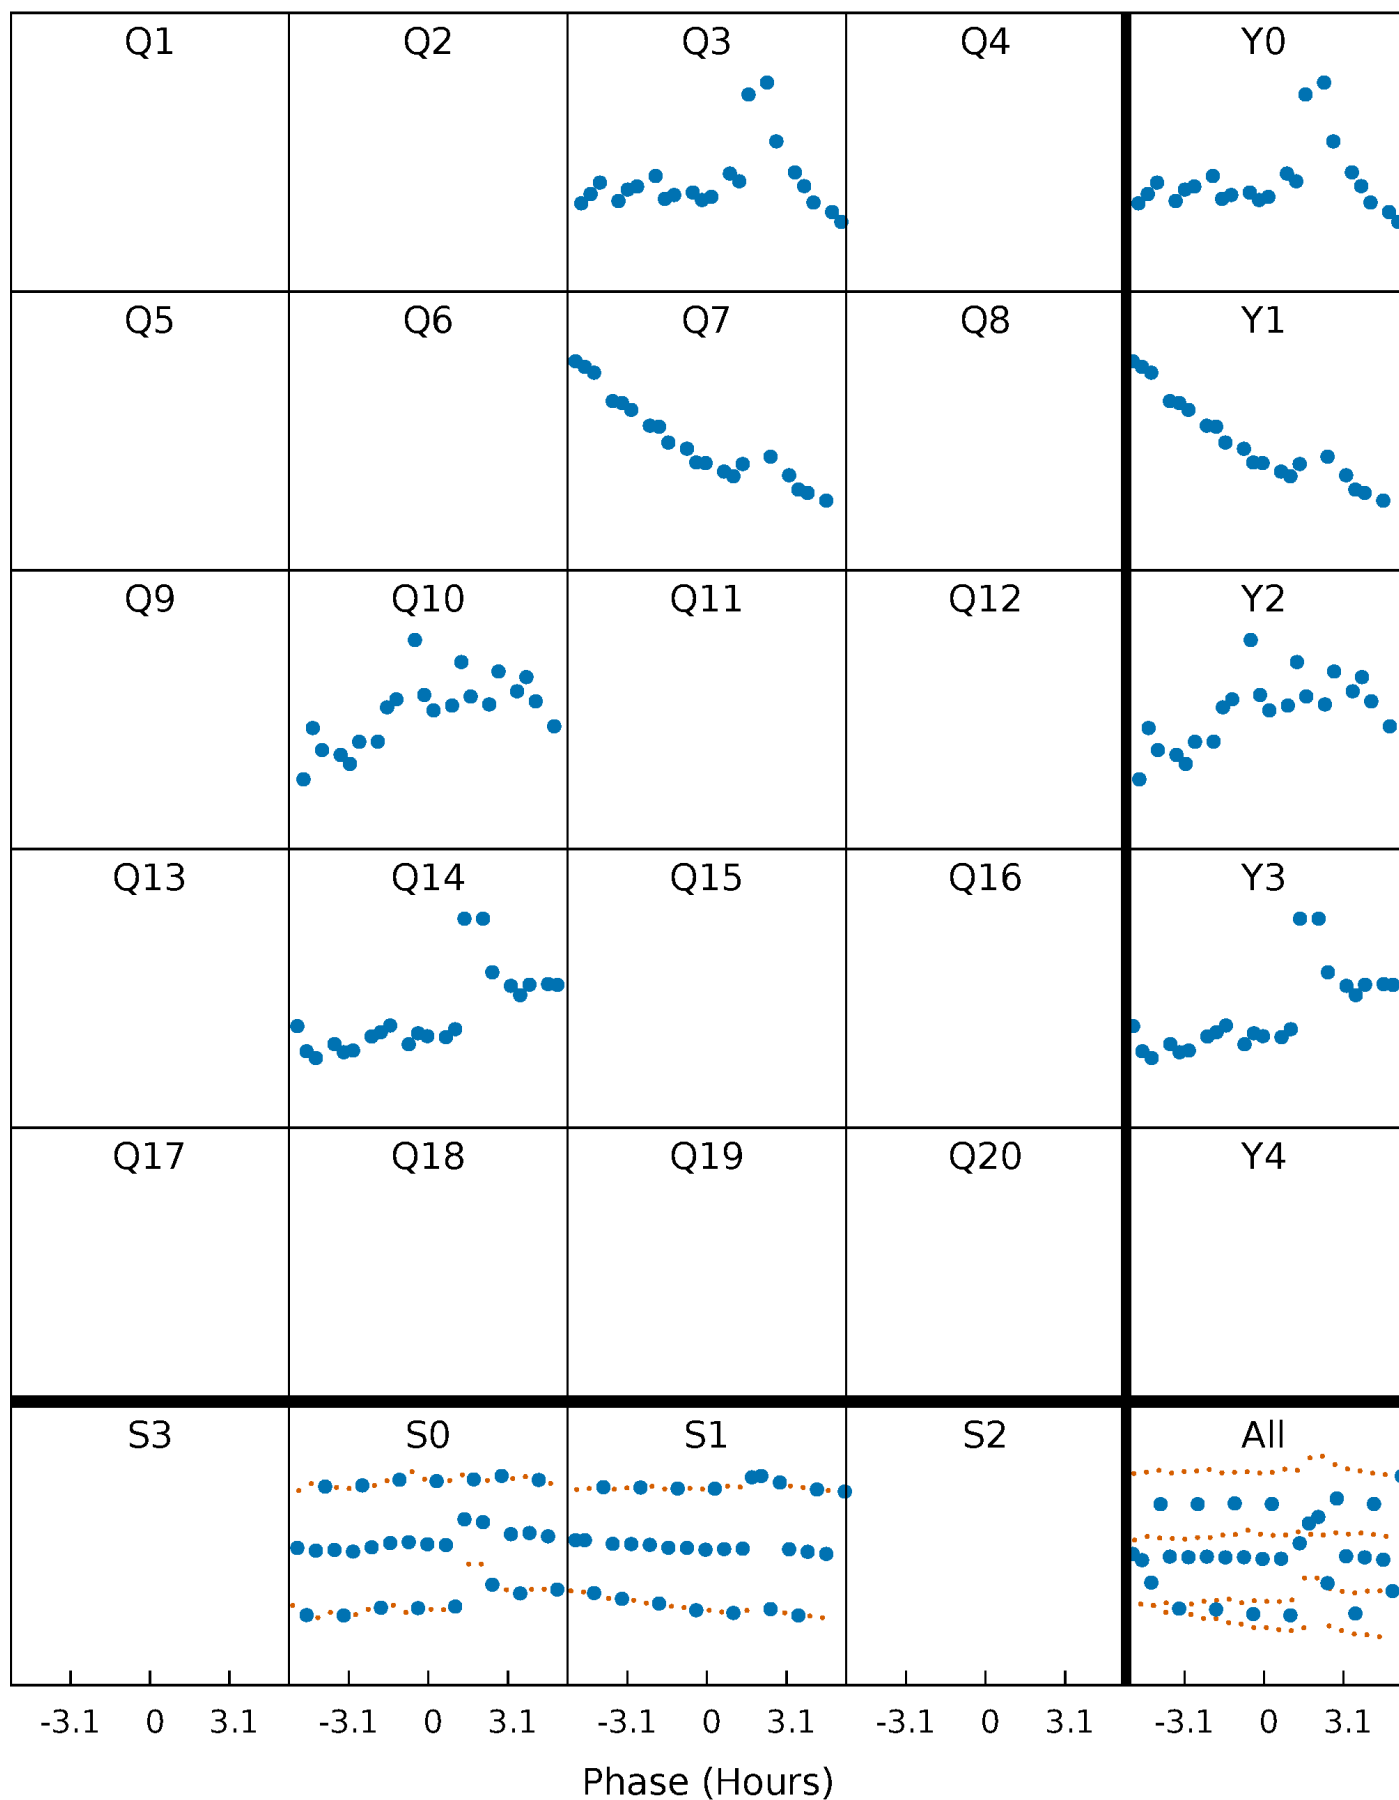 Q1 Q2 Q3 Q4 Y0
Q5 Q6 Q7 Q8 Y1
Q9 Q10 Q11 Q12 Y2
Q13 Q14 Q15 Q16 Y3
Q17 Q18 Q19 Q20 Y4
S3 S0 S1 S2 All
-3.1 0 3.1 -3.1 0 3.1 -3.1 0 3.1 -3.1 0 3.1 -3.1 0 3.1
Phase (Hours)